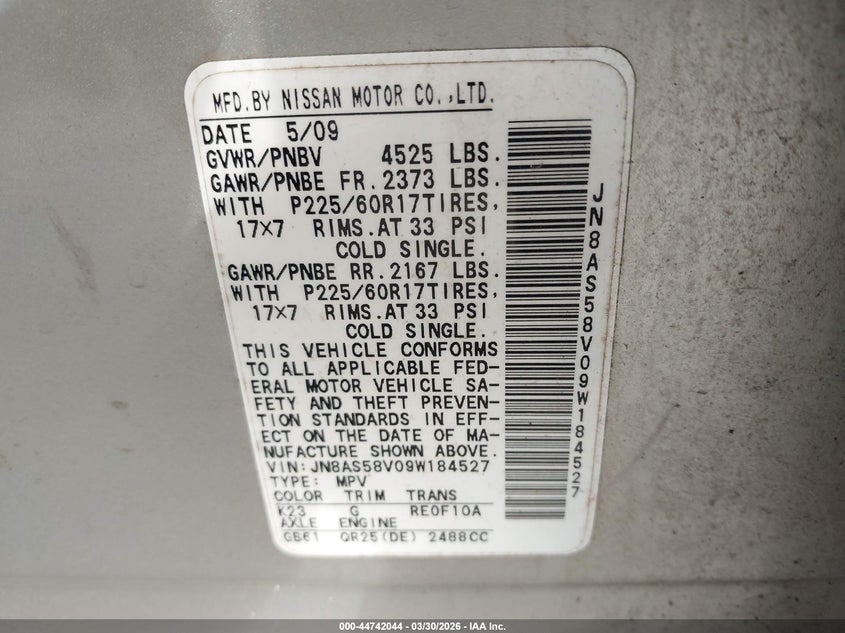 MFD.BY NISSAN MOTOR CO.,LTD.
DATE 5/09
GVWR/PNBV 4525 LBS.
GAWR/PNBE FR.2373 LBS.
WITH P225/60R17TIRES,
17×7 RIMS.AT 33 PSI
COLD SINGLE.
GAWR/PNBE RR.2167 LBS.
WITH P225/60R17TIRES,
17×7 RIMS.AT 33 PSI
COLD SINGLE.
THIS VEHICLE CONFORMS
TO ALL APPLICABLE FED-
ERAL MOTOR VEHICLE SA-
FETY AND THEFT PREVEN-
TION STANDARDS IN EFF-
ECT ON THE DATE OF MA-
NUFACTURE SHOWN ABOVE.
VIN:JN8AS58V09W184527
TYPE: MPV
COLOR TRIM TRANS
K23 G RE0F10A
AXLE ENGINE
GB61 QR25(DE) 2488CC
JN8AS58V09W184527
000-44742044 — 03/30/2026 — IAA Inc.